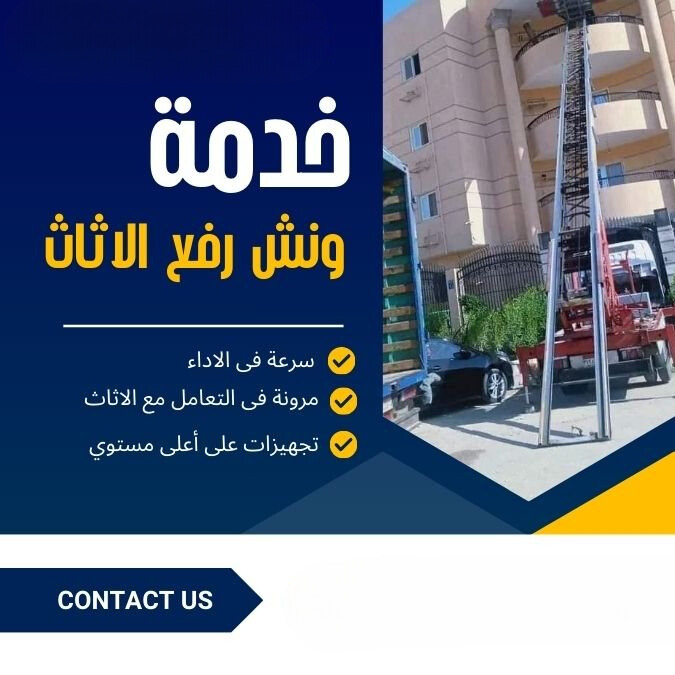 خدمة
ونش رفع الاثاث
سرعة فى الاداء
مرونة فى التعامل مع الاثاث
تجهيزات على أعلى مستوي
CONTACT US